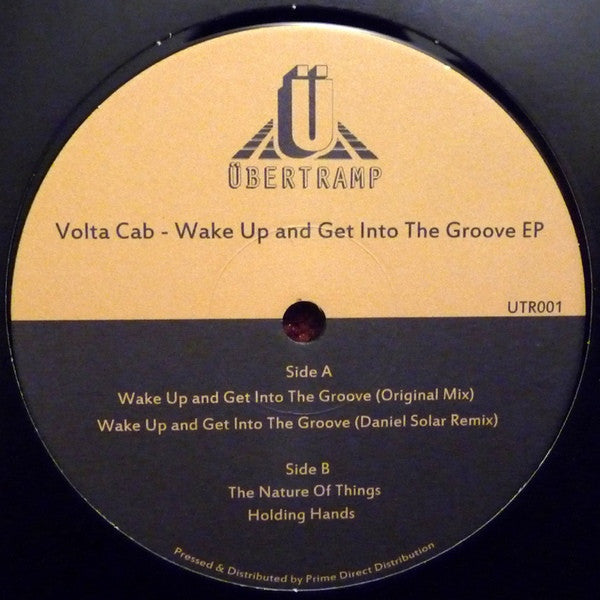 Ü
ÜBERTRAMP
Volta Cab - Wake Up and Get Into The Groove EP
UTR001
Side A
Wake Up and Get Into The Groove (Original Mix)
Wake Up and Get Into The Groove (Daniel Solar Remix)
Side B
The Nature Of Things
Holding Hands
Pressed & Distributed by Prime Direct Distribution